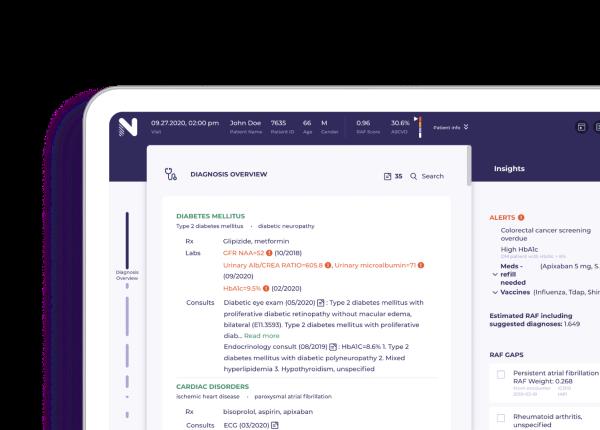 09.27.2020, 02:00 pm John Doe 7635 66 M 0.96 30.6% Patient info
Visit Patient Name Patient ID Age Gender RAF Score ASCVD
DIAGNOSIS OVERVIEW 35 Search
DIABETES MELLITUS
Type 2 diabetes mellitus • diabetic neuropathy
Rx Glipizide, metformin
Labs GFR NAA=52 (10/2018)
Urinary Alb/CREA RATIO=605.8 , Urinary microalbumin=71
(09/2020)
HbA1c=9.5% (02/2020)
Consults Diabetic eye exam (05/2020) : Type 2 diabetes mellitus with
proliferative diabetic retinopathy without macular edema,
bilateral (E11.3593). Type 2 diabetes mellitus with proliferative
diab... Read more
Endocrinology consult (08/2019) : HbA1C=8.6% 1. Type 2
diabetes mellitus with diabetic polyneuropathy 2. Mixed
hyperlipidemia 3. Hypothyroidism, unspecified
CARDIAC DISORDERS
ischemic heart disease • paroxysmal atrial fibrillation
Rx bisoprolol, aspirin, apixaban
Consults ECG (03/2020)
Diagnosis
Overview
Insights
ALERTS
Colorectal cancer screening
overdue
High HbA1c
Meds - (Apixaban 5 mg, S
refill
needed
Vaccines (Influenza, Tdap, Shin
Estimated RAF including
suggested diagnoses: 1.649
RAF GAPS
Persistent atrial fibrillation
RAF Weight: 0.268
Rheumatoid arthritis,
unspecified